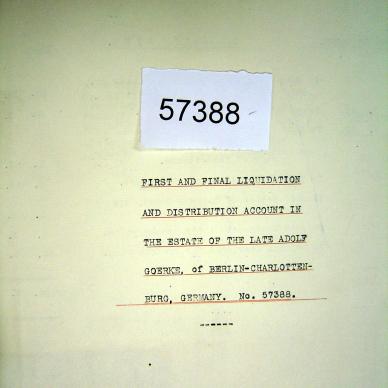 57388
FIRST AND FINAL LIQUIDATION
AND DISTRIBUTION ACCOUNT IN
THE ESTATE OF THE LATE ADOLF
GOERKE, of BERLIN-CHARLOTTEN-
BURG, GERMANY. No. 57388.
------